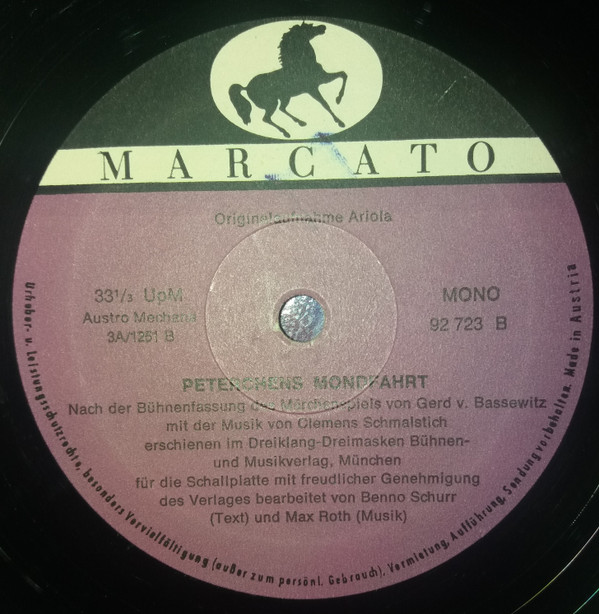 MARCATO
Originalaufnahme Ariola
33 1/3 UpM
Austro Mechana
3A/1251 B
MONO
92 723 B
PETERCHENS MONDFAHRT
Nach der Bühnenfassung des Märchenspiels von Gerd v. Bassewitz
mit der Musik von Clemens Schmalstich
erschienen im Dreiklang-Dreimasken Bühnen-
und Musikverlag, München
für die Schallplatte mit freudlicher Genehmigung
des Verlages bearbeitet von Benno Schurr
(Text) und Max Roth (Musik)
Urheber- u. Leistungsschutzrechte, besonders Vervielfältigung (außer zum persönl. Gebrauch), Vermietung, Aufführung, Sendung vorbehalten. Made in Austria